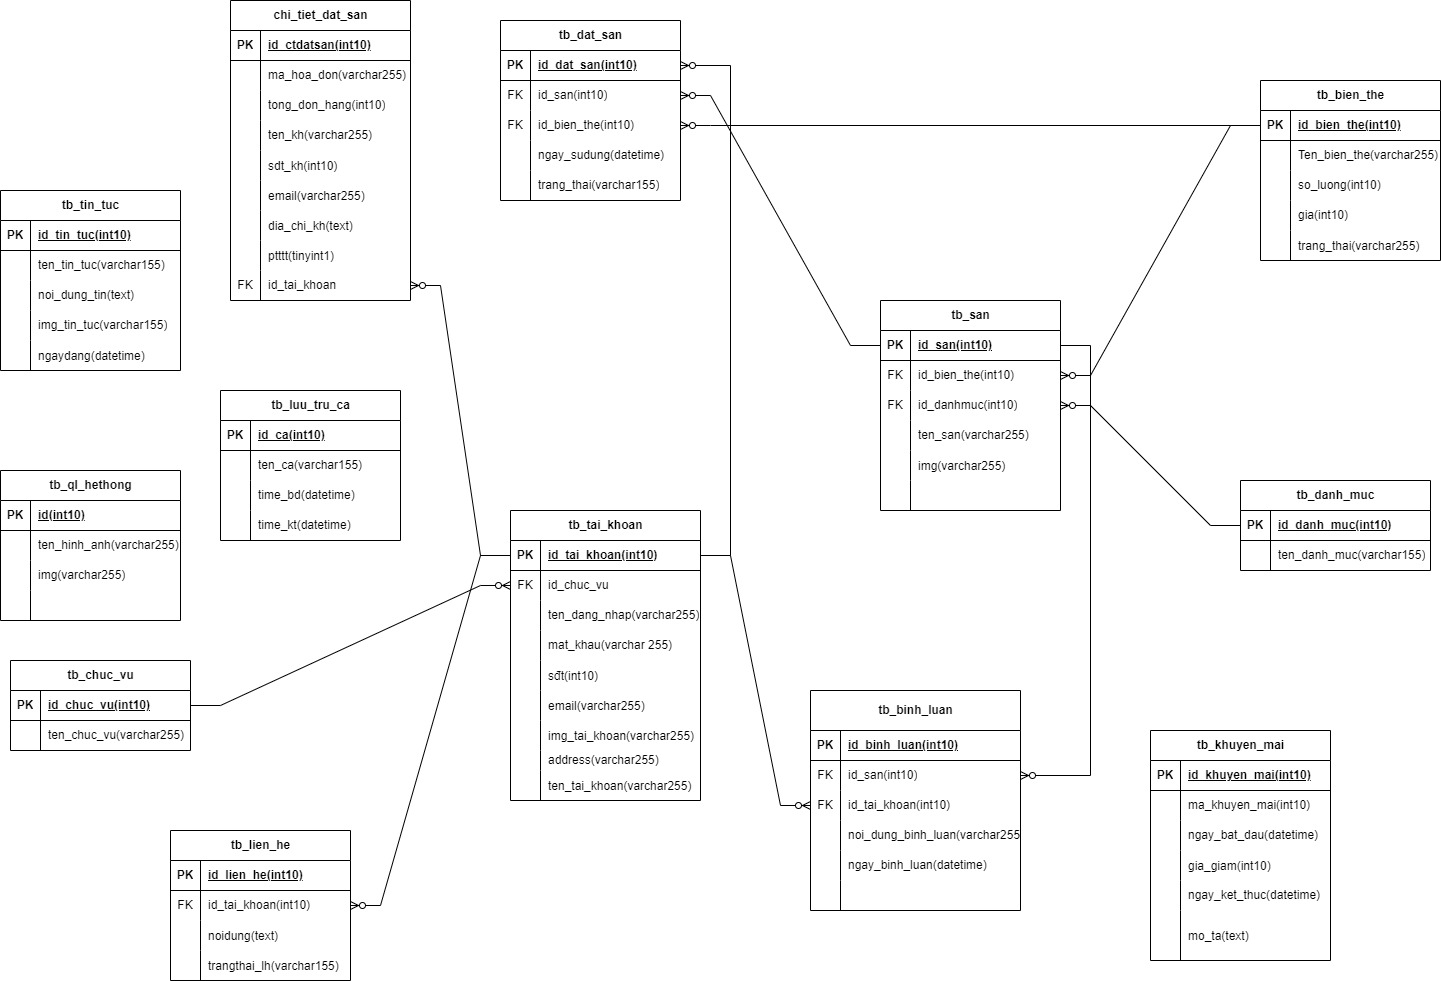 chi_tiet_dat_san
PK id_ctdatsan(int10)
ma_hoa_don(varchar255)
tong_don_hang(int10)
ten_kh(varchar255)
sdt_kh(int10)
email(varchar255)
dia_chi_kh(text)
ptttt(tinyint1)
FK id_tai_khoan
tb_dat_san
PK id_dat_san(int10)
FK id_san(int10)
FK id_bien_the(int10)
ngay_sudung(datetime)
trang_thai(varchar155)
tb_bien_the
PK id_bien_the(int10)
Ten_bien_the(varchar255)
so_luong(int10)
gia(int10)
trang_thai(varchar255)
tb_tin_tuc
PK id_tin_tuc(int10)
ten_tin_tuc(varchar155)
noi_dung_tin(text)
img_tin_tuc(varchar155)
ngaydang(datetime)
tb_san
PK id_san(int10)
FK id_bien_the(int10)
FK id_danhmuc(int10)
ten_san(varchar255)
img(varchar255)
tb_luu_tru_ca
PK id_ca(int10)
ten_ca(varchar155)
time_bd(datetime)
time_kt(datetime)
tb_ql_hethong
PK id(int10)
ten_hinh_anh(varchar255)
img(varchar255)
tb_danh_muc
PK id_danh_muc(int10)
ten_danh_muc(varchar155)
tb_tai_khoan
PK id_tai_khoan(int10)
FK id_chuc_vu
ten_dang_nhap(varchar255)
mat_khau(varchar 255)
sđt(int10)
email(varchar255)
img_tai_khoan(varchar255)
address(varchar255)
ten_tai_khoan(varchar255)
tb_chuc_vu
PK id_chuc_vu(int10)
ten_chuc_vu(varchar255)
tb_binh_luan
PK id_binh_luan(int10)
FK id_san(int10)
FK id_tai_khoan(int10)
noi_dung_binh_luan(varchar255
ngay_binh_luan(datetime)
tb_khuyen_mai
PK id_khuyen_mai(int10)
ma_khuyen_mai(int10)
ngay_bat_dau(datetime)
gia_giam(int10)
ngay_ket_thuc(datetime)
mo_ta(text)
tb_lien_he
PK id_lien_he(int10)
FK id_tai_khoan(int10)
noidung(text)
trangthai_lh(varchar155)